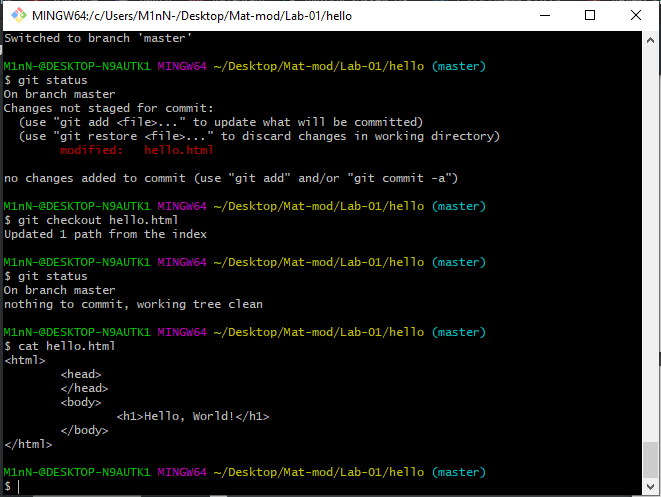 MINGW64:/c/Users/M1nN-/Desktop/Mat-mod/Lab-01/hello
Switched to branch 'master'
M1nN-@DESKTOP-N9AUTK1 MINGW64 ~/Desktop/Mat-mod/Lab-01/hello (master)
$ git status
On branch master
Changes not staged for commit:
  (use "git add <file>..." to update what will be committed)
  (use "git restore <file>..." to discard changes in working directory)
        modified:   hello.html
no changes added to commit (use "git add" and/or "git commit -a")
M1nN-@DESKTOP-N9AUTK1 MINGW64 ~/Desktop/Mat-mod/Lab-01/hello (master)
$ git checkout hello.html
Updated 1 path from the index
M1nN-@DESKTOP-N9AUTK1 MINGW64 ~/Desktop/Mat-mod/Lab-01/hello (master)
$ git status
On branch master
nothing to commit, working tree clean
M1nN-@DESKTOP-N9AUTK1 MINGW64 ~/Desktop/Mat-mod/Lab-01/hello (master)
$ cat hello.html
<html>
        <head>
        </head>
        <body>
                <h1>Hello, World!</h1>
        </body>
</html>
M1nN-@DESKTOP-N9AUTK1 MINGW64 ~/Desktop/Mat-mod/Lab-01/hello (master)
$